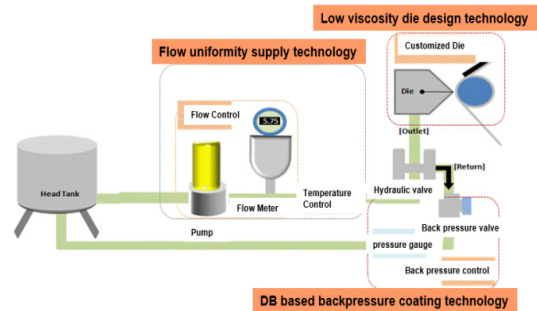 Low viscosity die design technology
Flow uniformity supply technology
Customized Die
Die
Flow Control
5.75
[Outlet]
[Return]
Head Tank
Temperature
Control
Hydraulic valve
Flow Meter
Pump
Back pressure valve
pressure gauge
Back pressure control
DB based backpressure coating technology